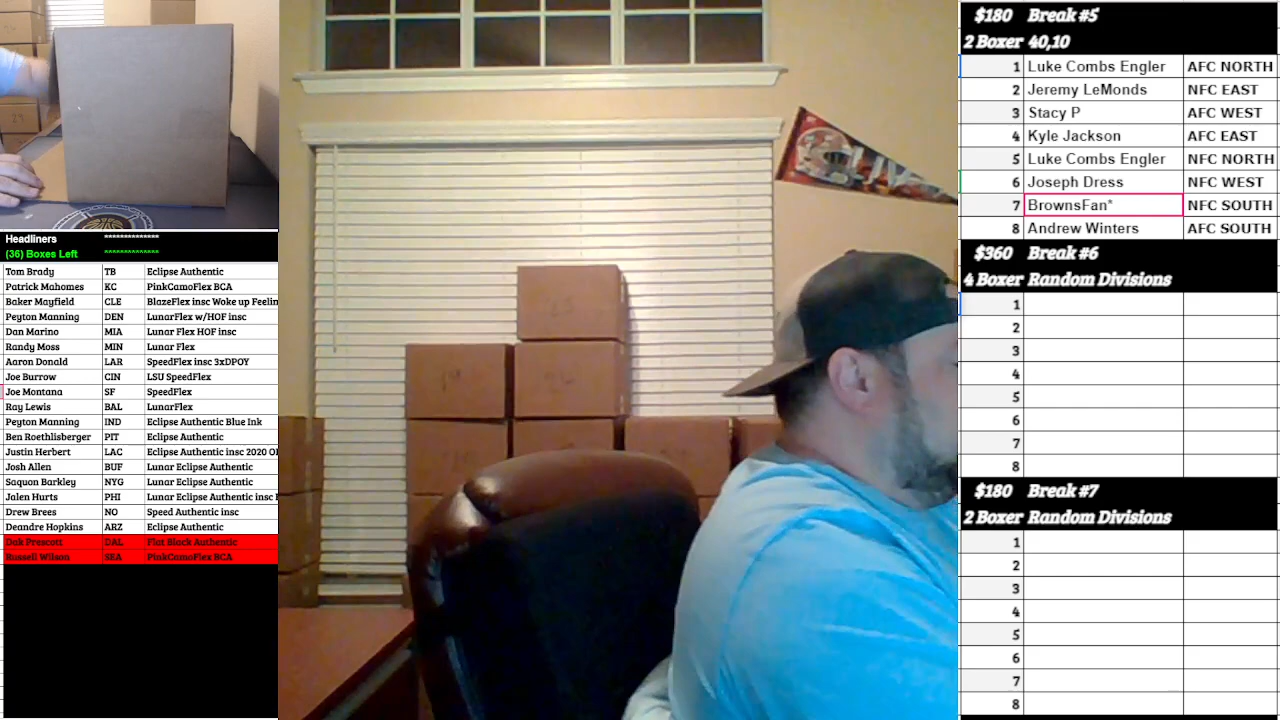 Headliners **************
(36) Boxes Left **************
Tom Brady TB Eclipse Authentic
Patrick Mahomes KC PinkCamoFlex BCA
Baker Mayfield CLE BlazeFlex insc Woke up Feelin
Peyton Manning DEN LunarFlex w/HOF insc
Dan Marino MIA Lunar Flex HOF insc
Randy Moss MIN Lunar Flex
Aaron Donald LAR SpeedFlex insc 3xDPOY
Joe Burrow CIN LSU SpeedFlex
Joe Montana SF SpeedFlex
Ray Lewis BAL LunarFlex
Peyton Manning IND Eclipse Authentic Blue Ink
Ben Roethlisberger PIT Eclipse Authentic
Justin Herbert LAC Eclipse Authentic insc 2020
Josh Allen BUF Lunar Eclipse Authentic
Saquon Barkley NYG Lunar Eclipse Authentic
Jalen Hurts PHI Lunar Eclipse Authentic insc
Drew Brees NO Speed Authentic insc
Deandre Hopkins ARZ Eclipse Authentic
Dak Prescott DAL Flat Black Authentic
Russell Wilson SEA PinkCamoFlex BCA
$180 Break #5
2 Boxer 40,10
1 Luke Combs Engler AFC NORTH
2 Jeremy LeMonds NFC EAST
3 Stacy P AFC WEST
4 Kyle Jackson AFC EAST
5 Luke Combs Engler NFC NORTH
6 Joseph Dress NFC WEST
7 BrownsFan* NFC SOUTH
8 Andrew Winters AFC SOUTH
$360 Break #6
4 Boxer Random Divisions
1
2
3
4
5
6
7
8
$180 Break #7
2 Boxer Random Divisions
1
2
3
4
5
6
7
8